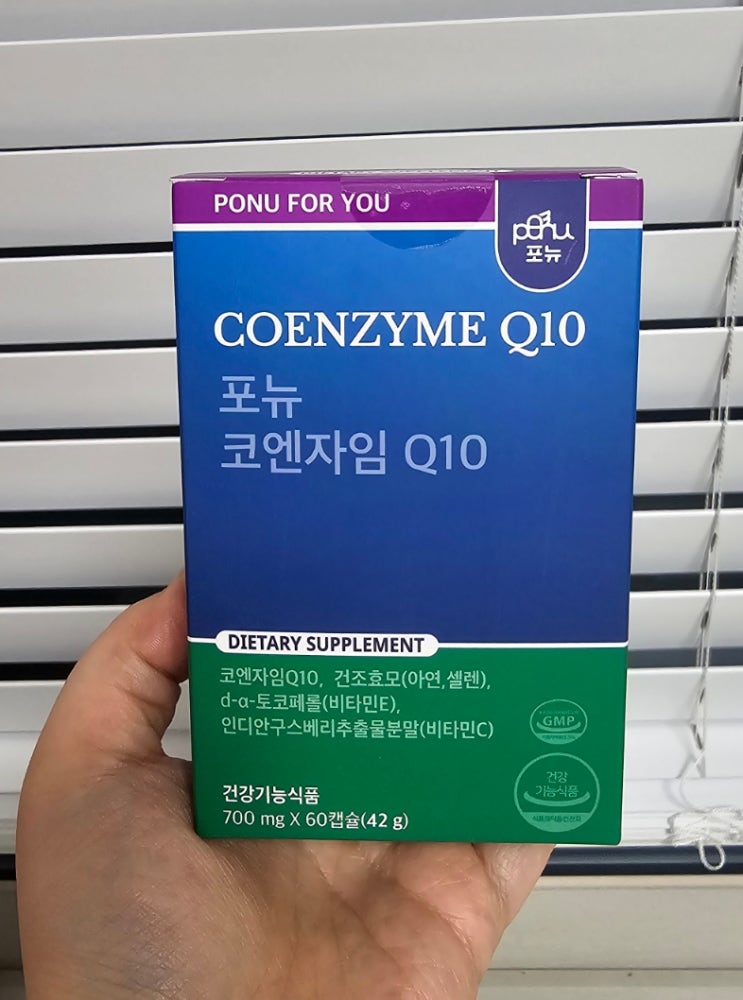 PONU FOR YOU
ponu
포뉴
COENZYME Q10
포뉴
코엔자임 Q10
DIETARY SUPPLEMENT
코엔자임Q10, 건조효모(아연,셀렌),
d-α-토코페롤(비타민E),
인디안구스베리추출물분말(비타민C)
GMP
건강기능식품
700 mg X 60캡슐(42 g)
건강
기능식품